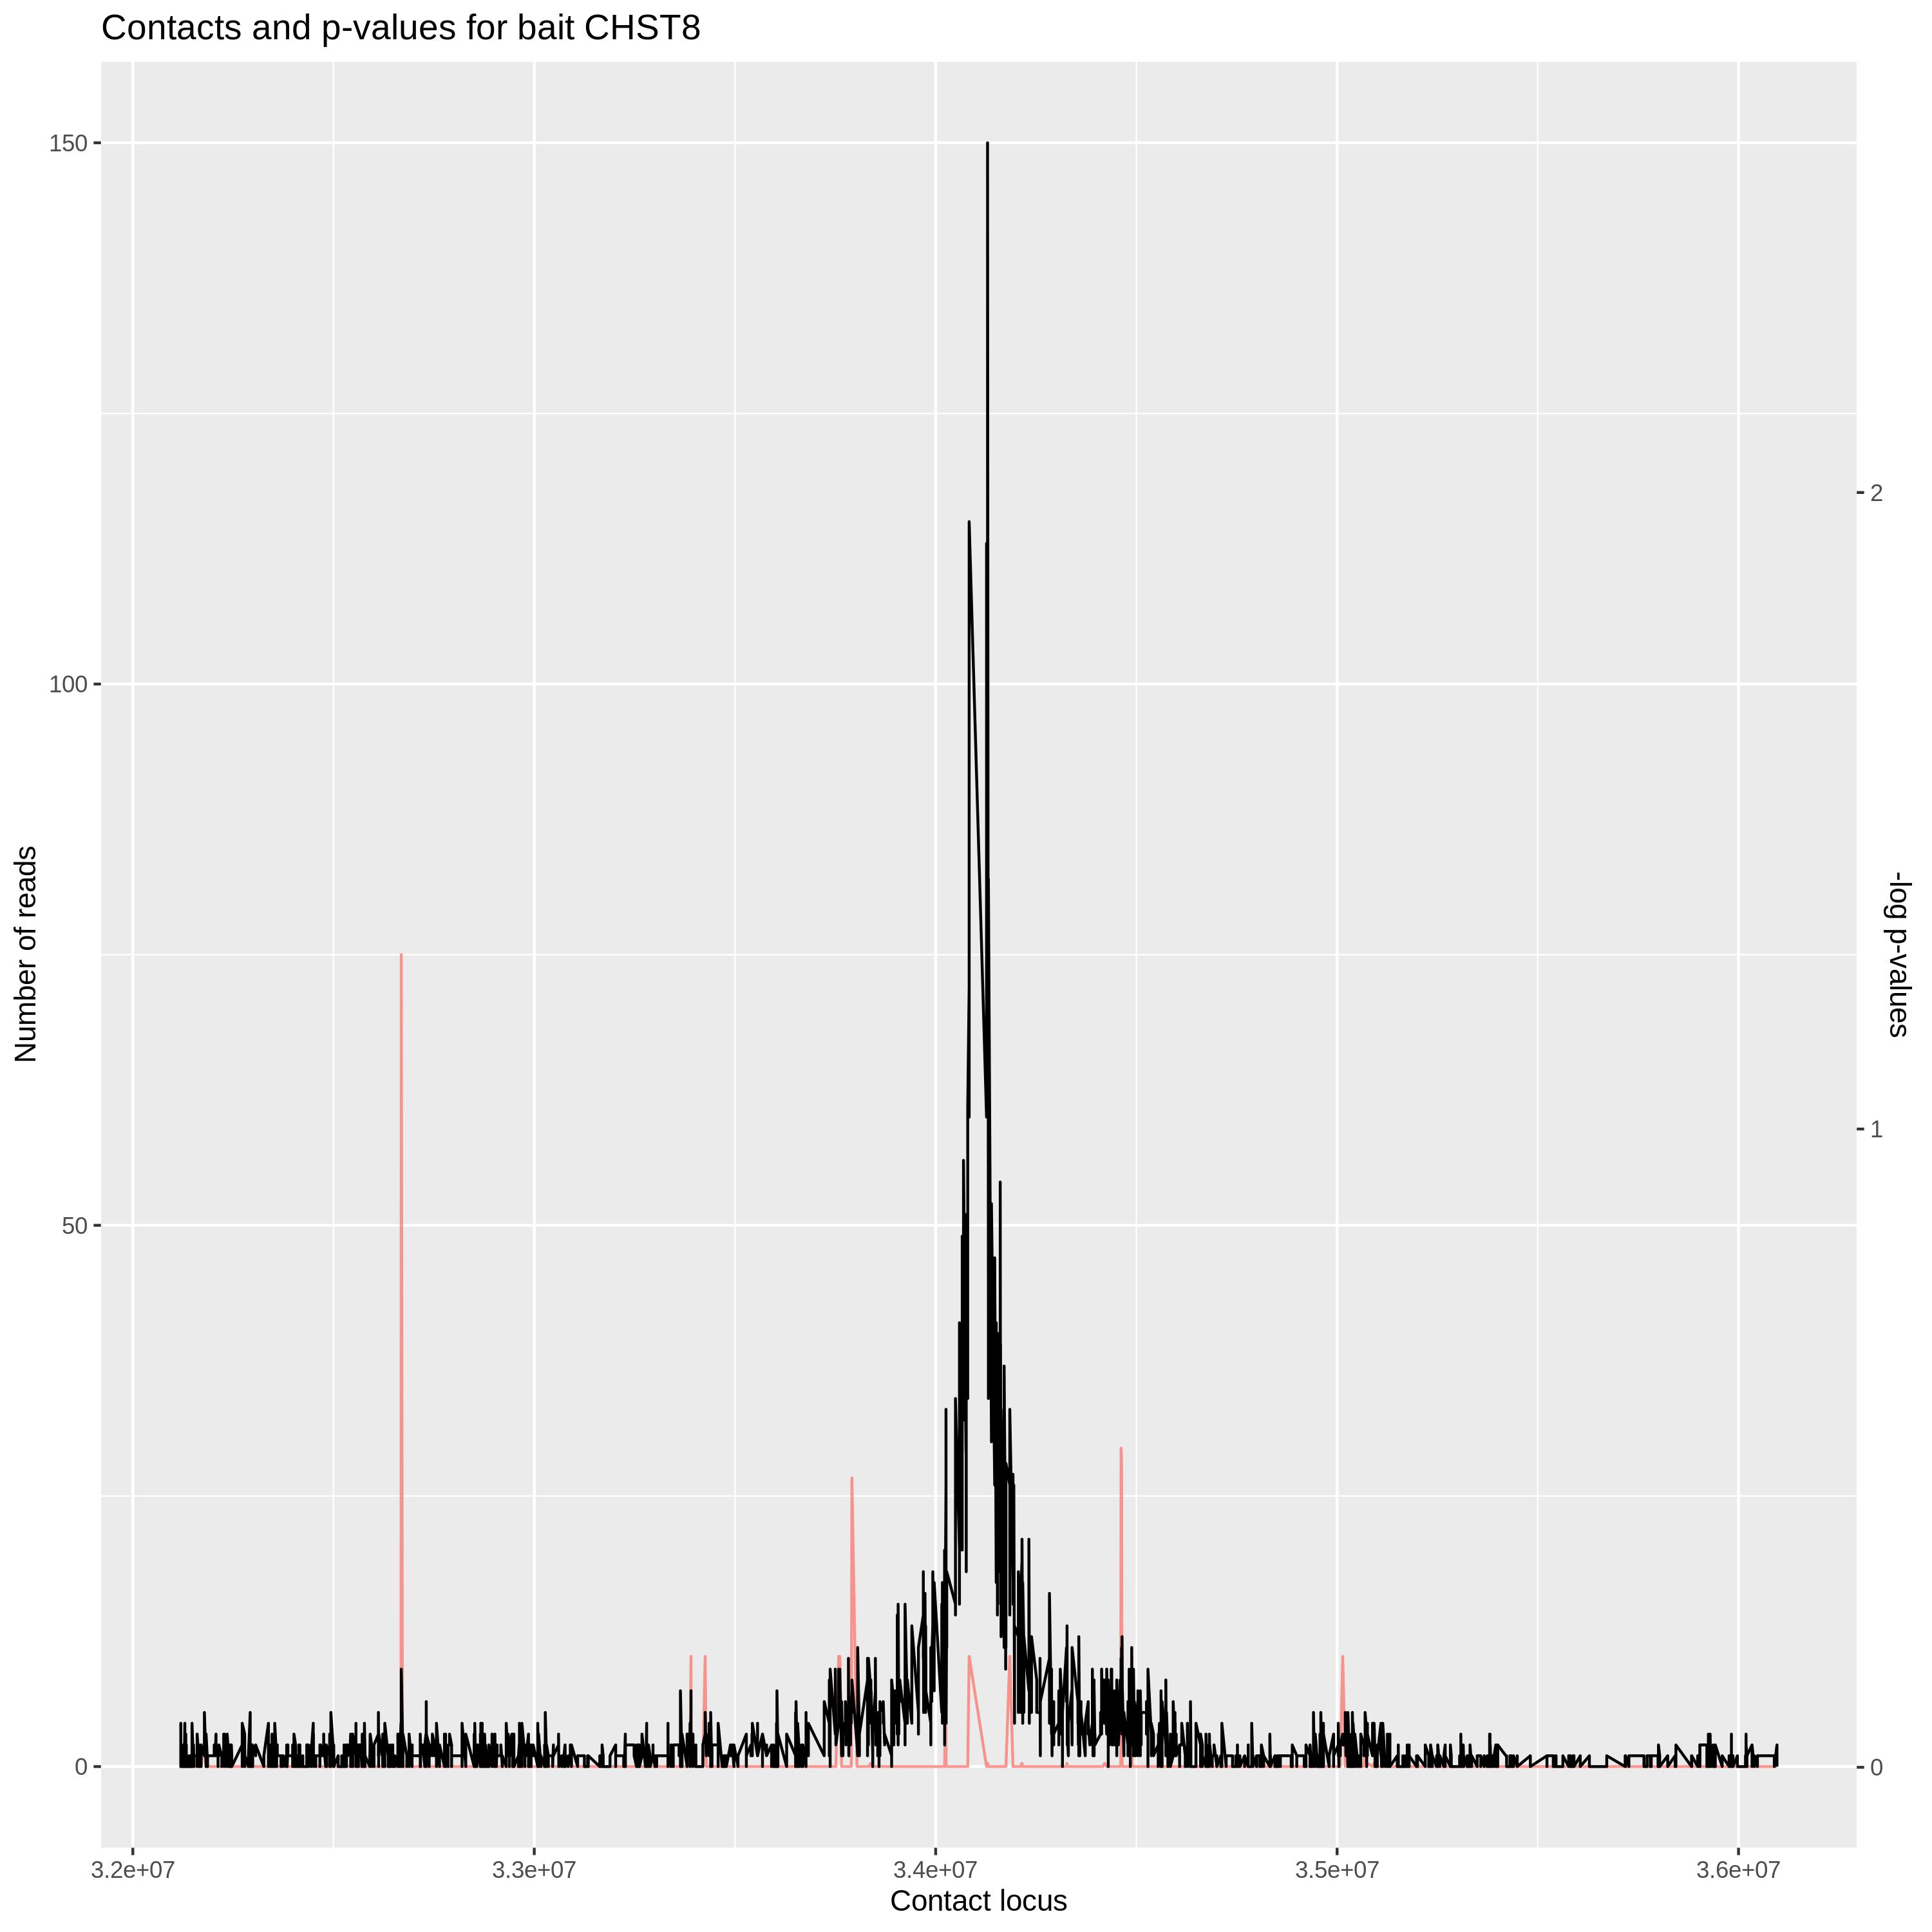 Contacts and p-values for bait CHST8
150
100
50
0
Number of reads
2
1
0
-log p-values
3.2e+07
3.3e+07
3.4e+07
3.5e+07
3.6e+07
Contact locus